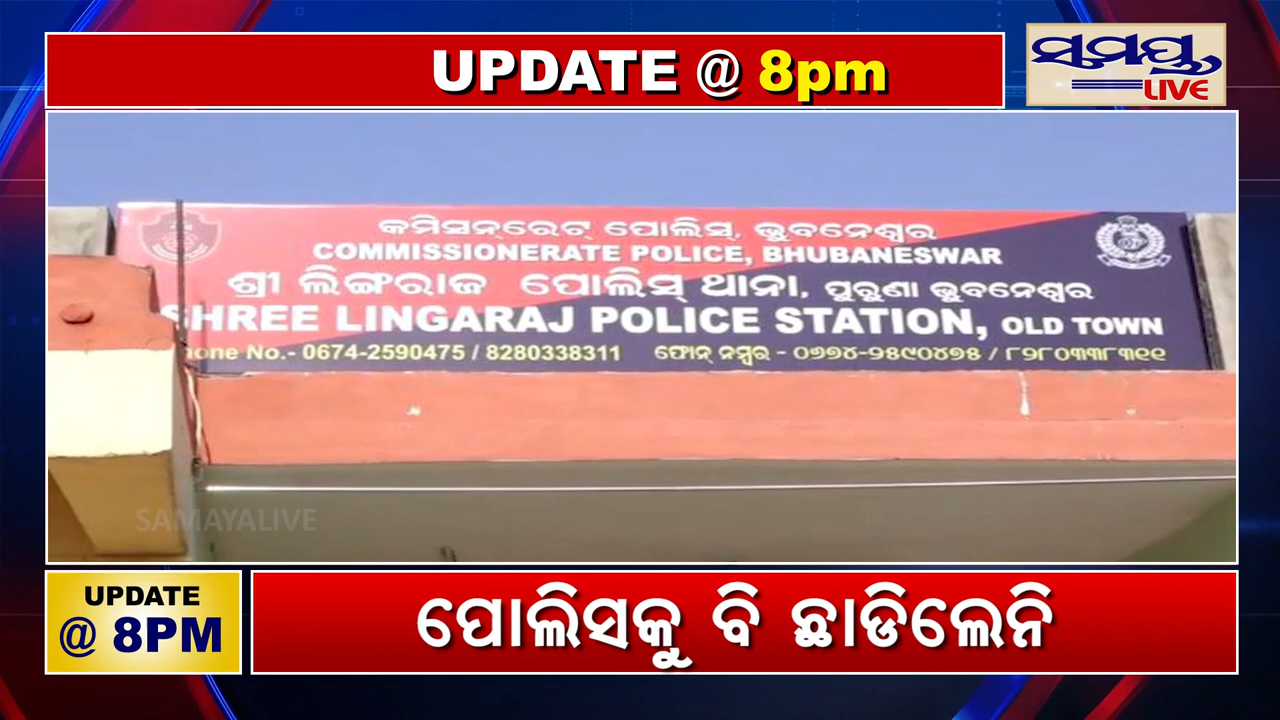 UPDATE @ 8pm
ସମୟ
LIVE
କମିସନ୍‌ରେଟ୍ ପୋଲିସ୍, ଭୁବନେଶ୍ୱର
COMMISSIONERATE POLICE, BHUBANESWAR
ଶ୍ରୀ ଲିଙ୍ଗରାଜ ପୋଲିସ୍ ଥାନା, ପୁରୁଣା ଭୁବନେଶ୍ୱର
SHREE LINGARAJ POLICE STATION, OLD TOWN
hone No.- 0674-2590475 / 8280338311 ଫୋନ୍ ନମ୍ବର - ୦୬୭୪-୨୫୯୦୪୭୫ / ୮୨୮୦୩୩୮୩୧୧
SAMAYALIVE
UPDATE
@ 8PM
ପୋଲିସକୁ ବି ଛାଡିଲେନି